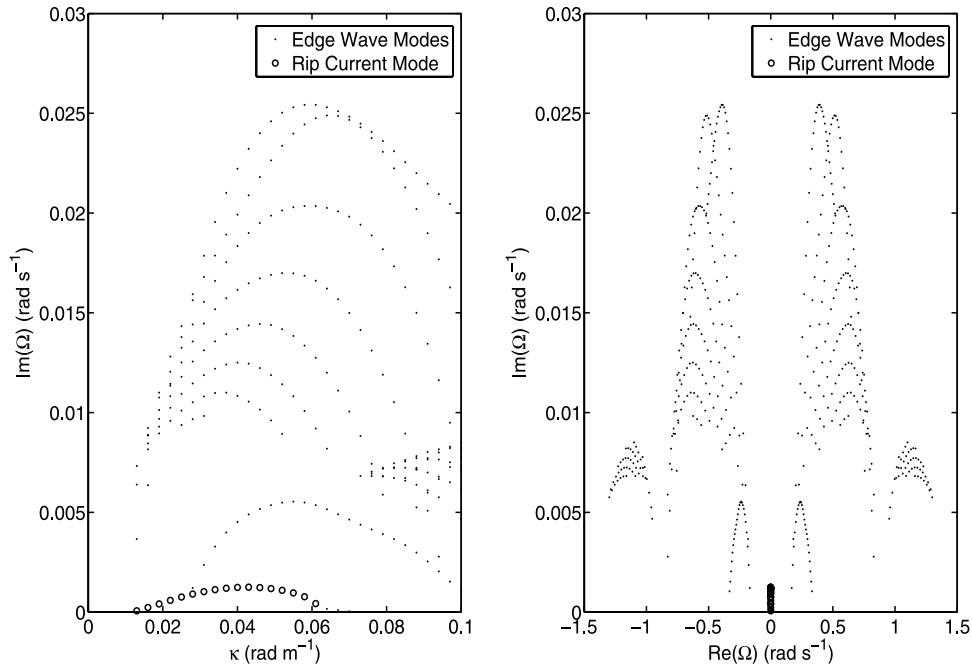 0.03
0.025
0.02
0.015
0.01
0.005
0
Im(Ω) (rad s⁻¹)
Edge Wave Modes
Rip Current Mode
0 0.02 0.04 0.06 0.08 0.1
κ (rad m⁻¹)
0.03
0.025
0.02
0.015
0.01
0.005
0
Im(Ω) (rad s⁻¹)
Edge Wave Modes
Rip Current Mode
−1.5 −1 −0.5 0 0.5 1 1.5
Re(Ω) (rad s⁻¹)